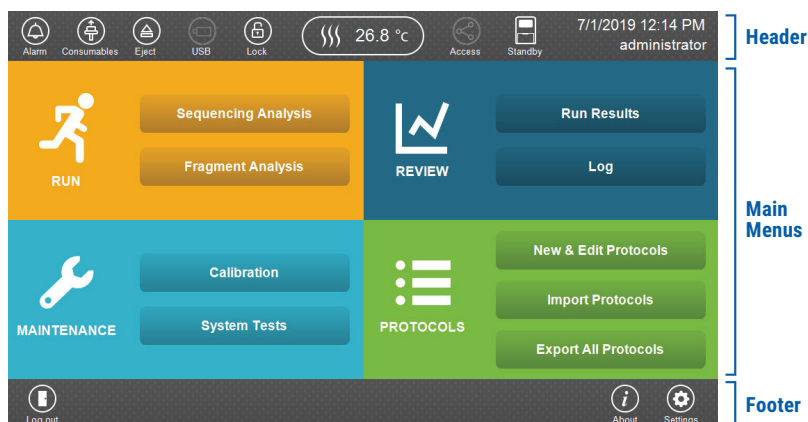 Alarm
Consumables
Eject
USB
Lock
26.8 °c
Access
Standby
7/1/2019 12:14 PM
administrator
Header
RUN
Sequencing Analysis
Fragment Analysis
REVIEW
Run Results
Log
Main
Menus
MAINTENANCE
Calibration
System Tests
PROTOCOLS
New & Edit Protocols
Import Protocols
Export All Protocols
Log out
i
About
Settings
Footer